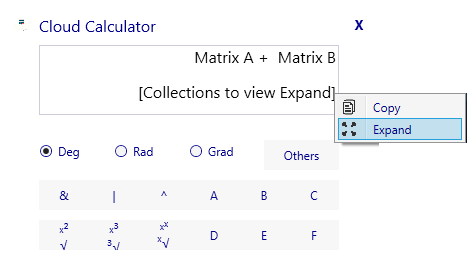 Cloud Calculator X
Matrix A + Matrix B
[Collections to view Expand]
Copy
Expand
Deg Rad Grad Others
& | ^ A B C
x² x³ xˣ
√ ³√ ˣ√ D E F